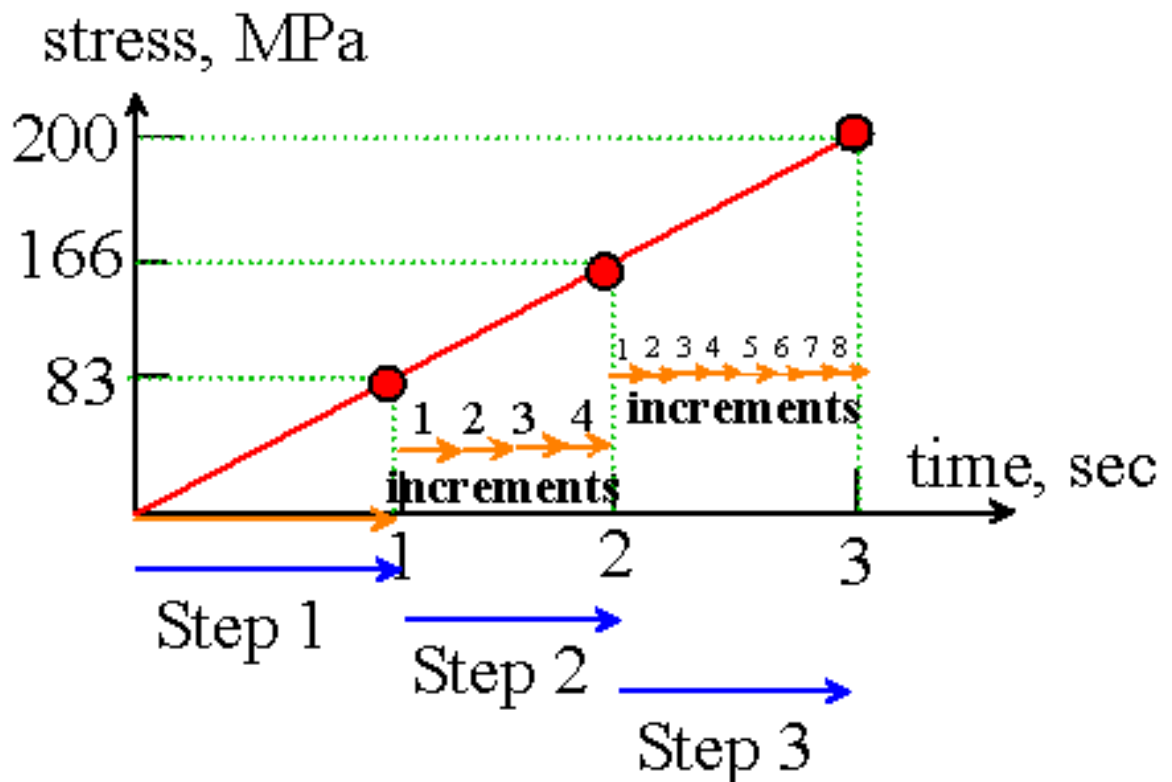 stress, MPa
200
166
83
1 2 3 4 5 6 7 8
increments
1 2 3 4
increments
time, sec
1 2 3
Step 1
Step 2
Step 3